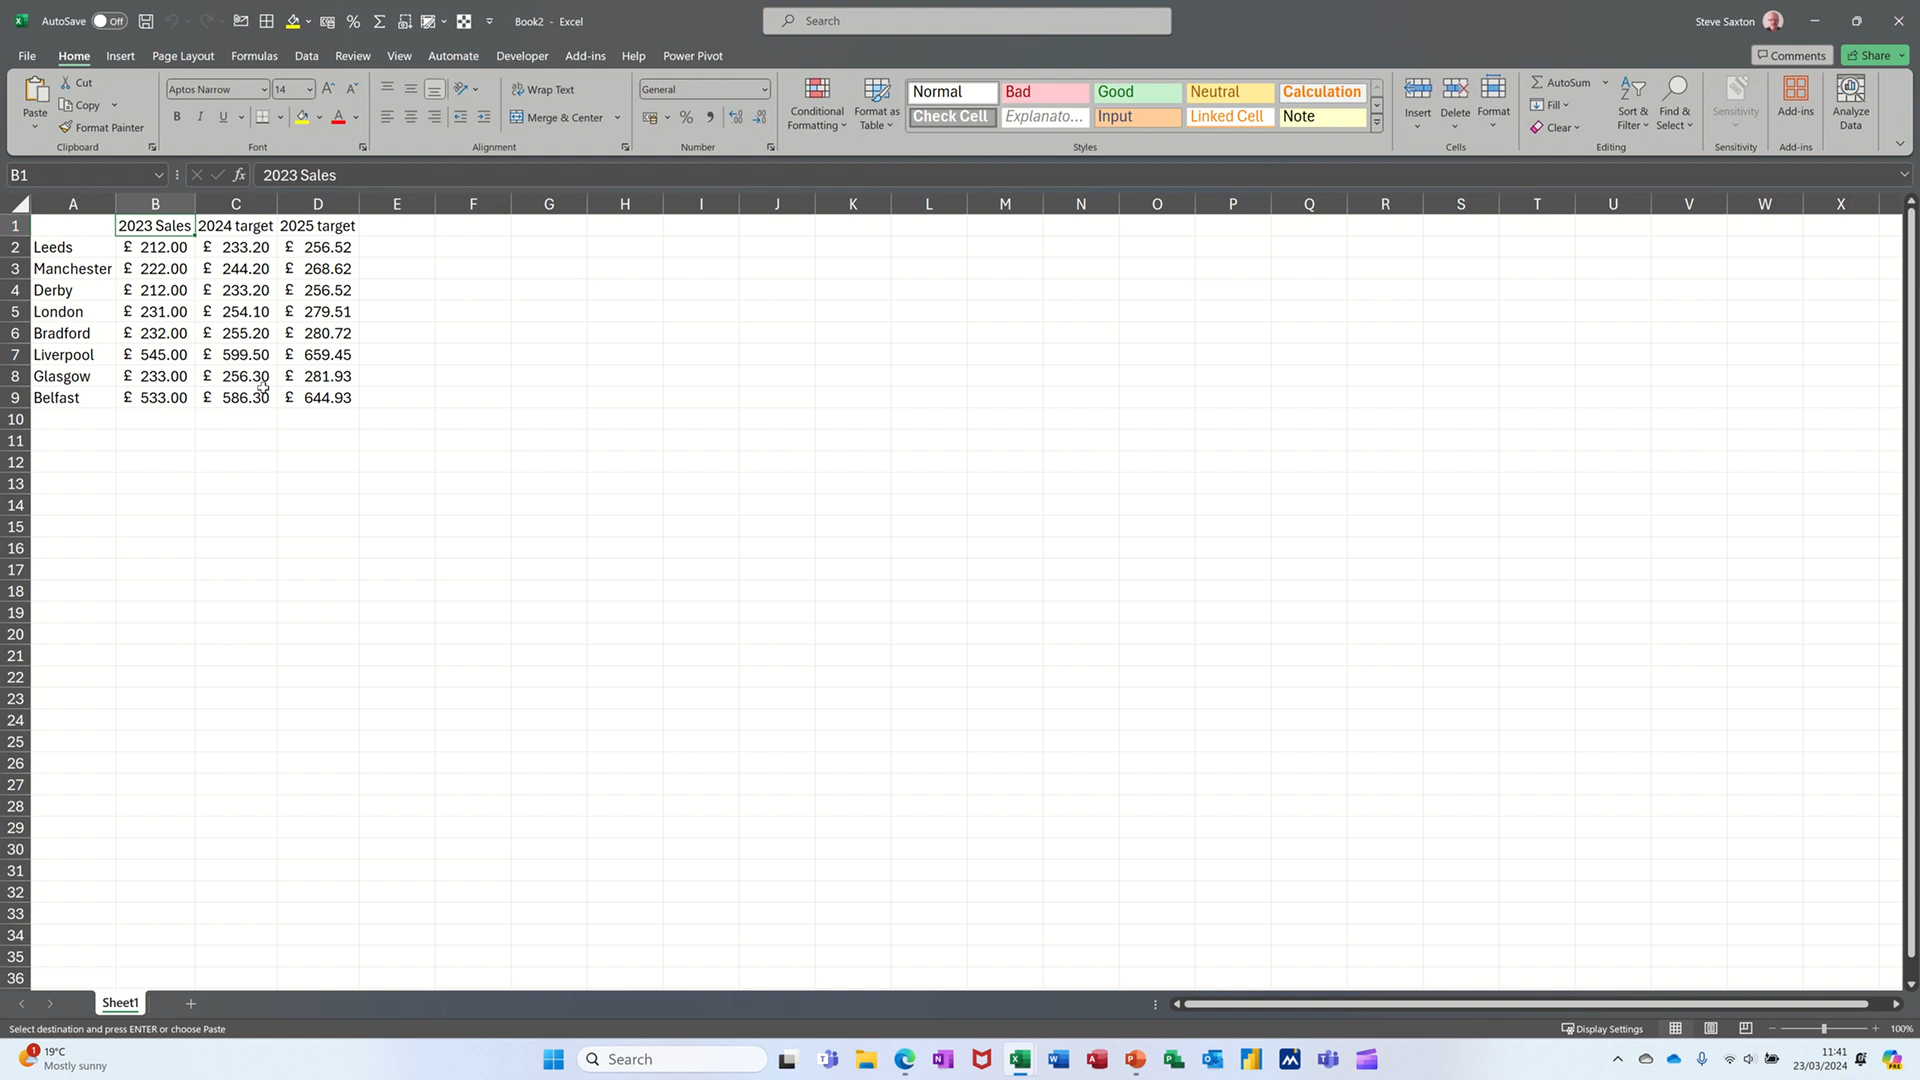 AutoSave Off Book2 - Excel Search Steve Saxton
File Home Insert Page Layout Formulas Data Review View Automate Developer Add-ins Help Power Pivot Comments Share
Paste Cut Copy Format Painter Clipboard
Aptos Narrow 14 B I U Font
Wrap Text Merge & Center Alignment
General % Number
Conditional Formatting Format as Table
Normal Bad Good Neutral Calculation
Check Cell Explanato... Input Linked Cell Note
Styles
Insert Delete Format Cells
AutoSum Fill Clear Sort & Filter Find & Select Editing
Sensitivity Sensitivity
Add-ins Add-ins
Analyze Data
B1 fx 2023 Sales
A B C D E F G H I J K L M N O P Q R S T U V W X
1 2023 Sales 2024 target 2025 target
2 Leeds £ 212.00 £ 233.20 £ 256.52
3 Manchester £ 222.00 £ 244.20 £ 268.62
4 Derby £ 212.00 £ 233.20 £ 256.52
5 London £ 231.00 £ 254.10 £ 279.51
6 Bradford £ 232.00 £ 255.20 £ 280.72
7 Liverpool £ 545.00 £ 599.50 £ 659.45
8 Glasgow £ 233.00 £ 256.30 £ 281.93
9 Belfast £ 533.00 £ 586.30 £ 644.93
10
11
12
13
14
15
16
17
18
19
20
21
22
23
24
25
26
27
28
29
30
31
32
33
34
35
36
Sheet1
Select destination and press ENTER or choose Paste Display Settings 100%
1 19°C Search 11:41
Mostly sunny 23/03/2024